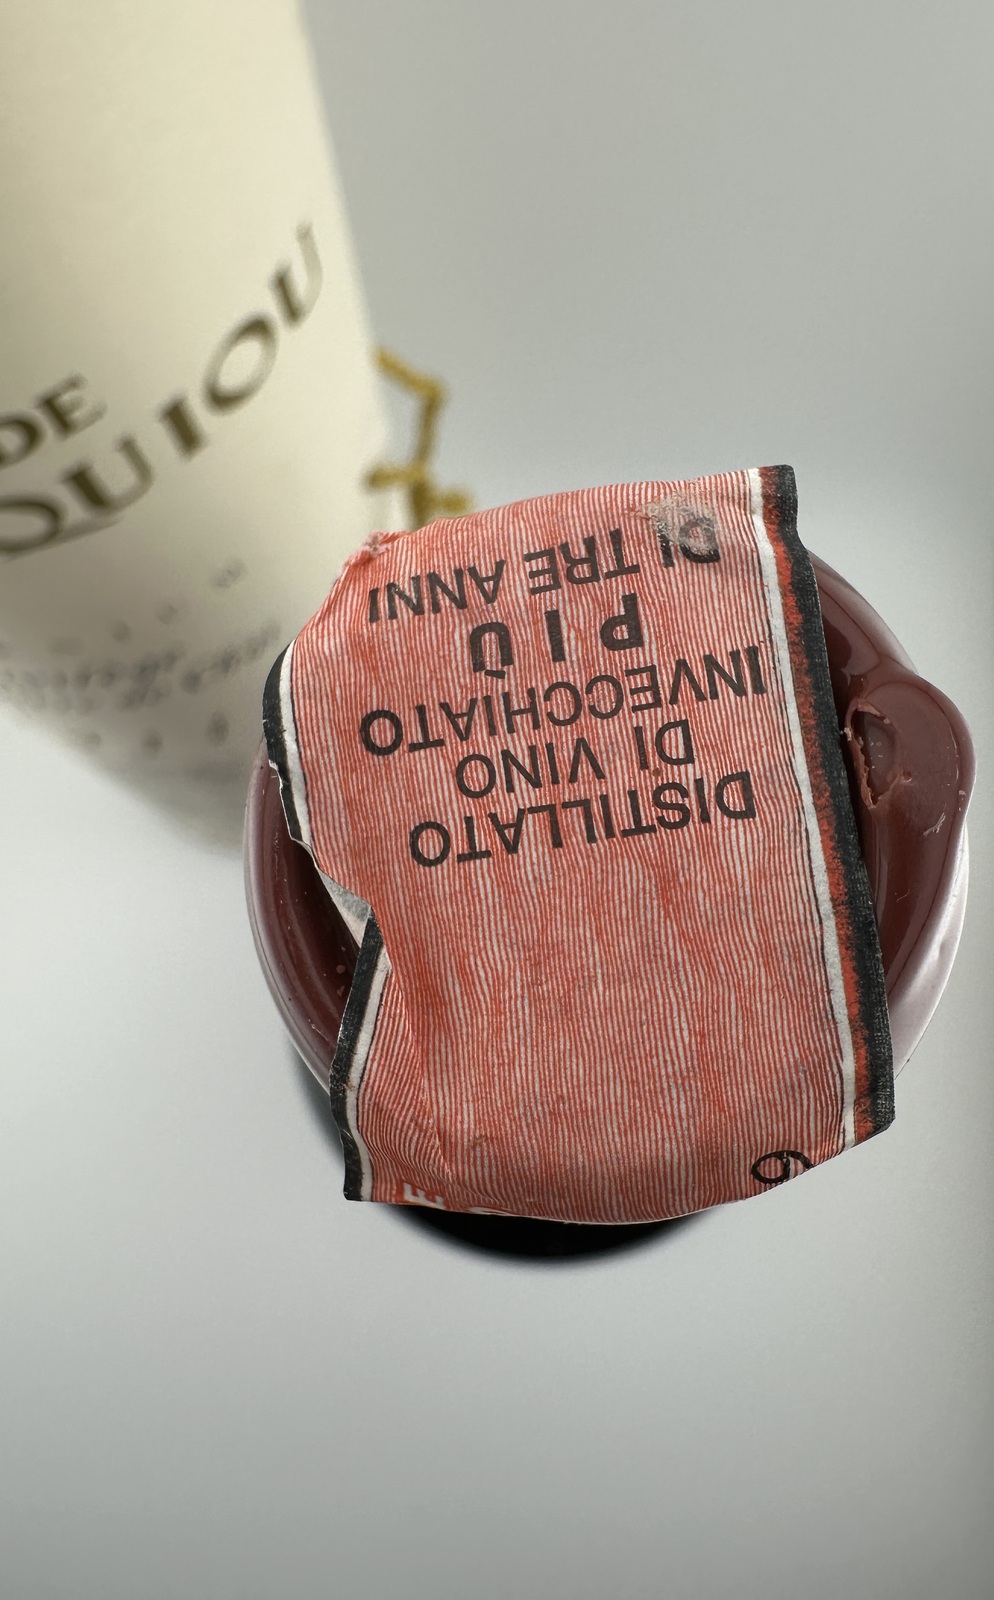 DE
QUIOU
DISTILLATO
DI VINO
INVECCHIATO
PIÙ
DI TRE ANNI